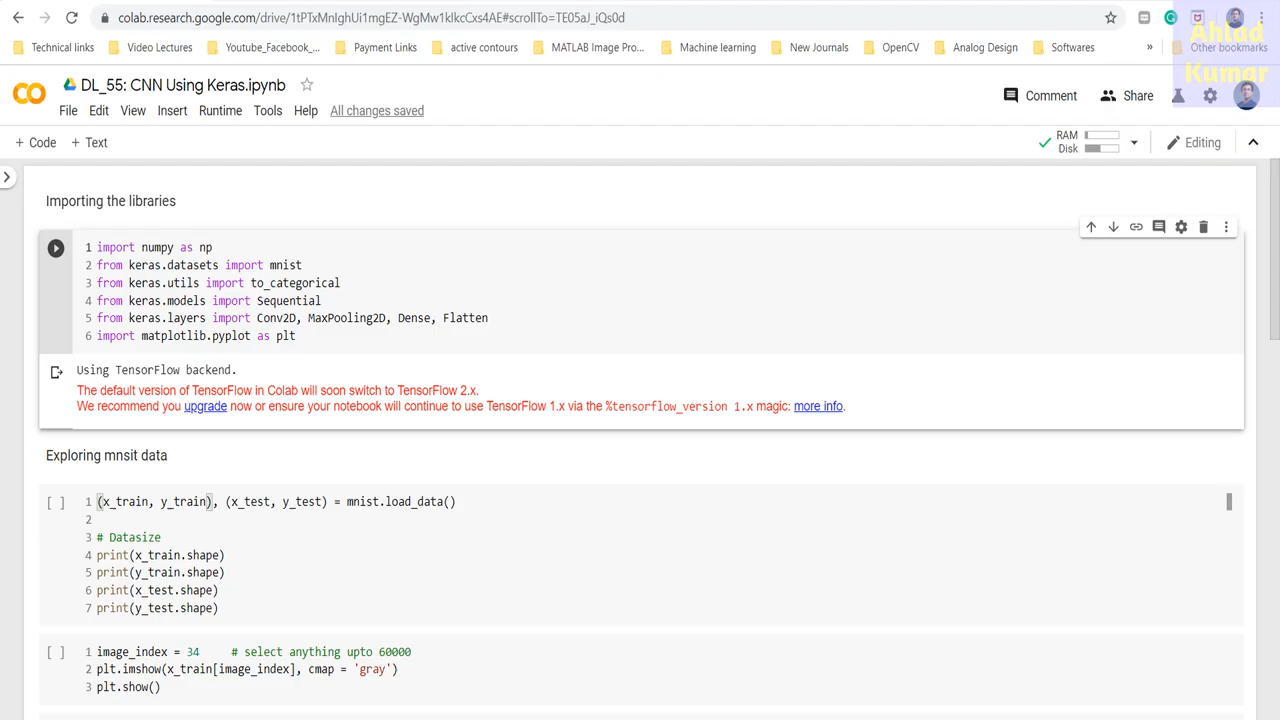 colab.research.google.com/drive/1tPTxMnIghUi1mgEZ-WgMw1kIkcCxs4AE#scrollTo=TE05aJ_iQs0d
Technical links Video Lectures Youtube_Facebook_... Payment Links active contours MATLAB Image Pro... Machine learning New Journals OpenCV Analog Design Softwares » Other bookmarks
Ahlad
Kumar
CO DL_55: CNN Using Keras.ipynb
File Edit View Insert Runtime Tools Help All changes saved
Comment Share
+ Code + Text
RAM
Disk
Editing
Importing the libraries
1 import numpy as np
2 from keras.datasets import mnist
3 from keras.utils import to_categorical
4 from keras.models import Sequential
5 from keras.layers import Conv2D, MaxPooling2D, Dense, Flatten
6 import matplotlib.pyplot as plt
Using TensorFlow backend.
The default version of TensorFlow in Colab will soon switch to TensorFlow 2.x.
We recommend you upgrade now or ensure your notebook will continue to use TensorFlow 1.x via the %tensorflow_version 1.x magic: more info.
Exploring mnsit data
[ ] 1 (x_train, y_train), (x_test, y_test) = mnist.load_data()
2
3 # Datasize
4 print(x_train.shape)
5 print(y_train.shape)
6 print(x_test.shape)
7 print(y_test.shape)
[ ] 1 image_index = 34 # select anything upto 60000
2 plt.imshow(x_train[image_index], cmap = 'gray')
3 plt.show()